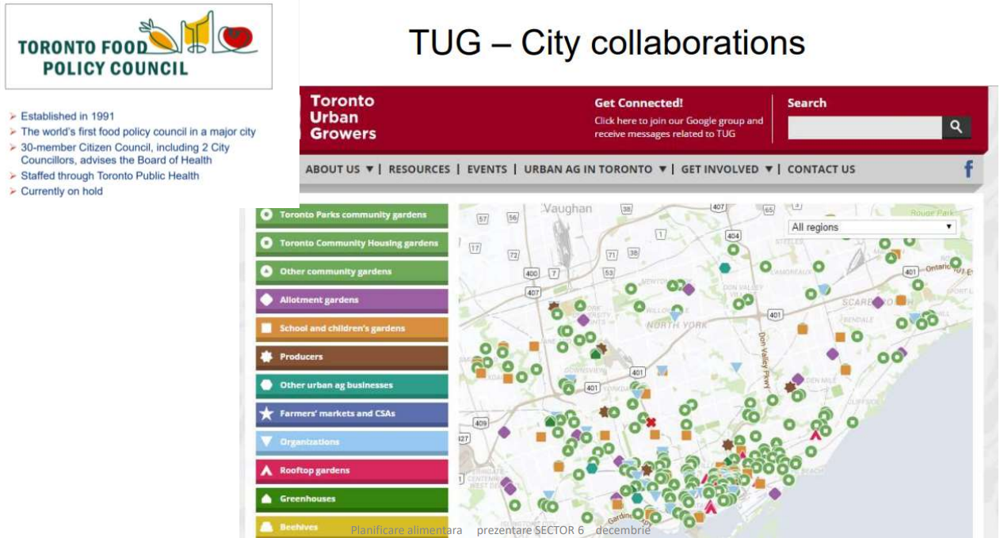 TORONTO FOOD
POLICY COUNCIL
TUG – City collaborations
➢ Established in 1991
➢ The world's first food policy council in a major city
➢ 30-member Citizen Council, including 2 City
Councillors, advises the Board of Health
➢ Staffed through Toronto Public Health
➢ Currently on hold
Toronto
Urban
Growers
Get Connected!
Click here to join our Google group and
receive messages related to TUG
Search
ABOUT US ▼ | RESOURCES | EVENTS | URBAN AG IN TORONTO ▼ | GET INVOLVED ▼ | CONTACT US
f
Toronto Parks community gardens
Toronto Community Housing gardens
Other community gardens
Allotment gardens
School and children's gardens
Producers
Other urban ag businesses
Farmers' markets and CSAs
Organizations
Rooftop gardens
Greenhouses
Beehives
All regions
Vaughan
Rouge Park
57
56
38
407
65
17
72
1
404
71
38
400
7
53
407
401
Ontario
NORTH YORK
401
Don Valley Pkwy
401
401
409
427
Planificare alimentara prezentare SECTOR 6 decembrie